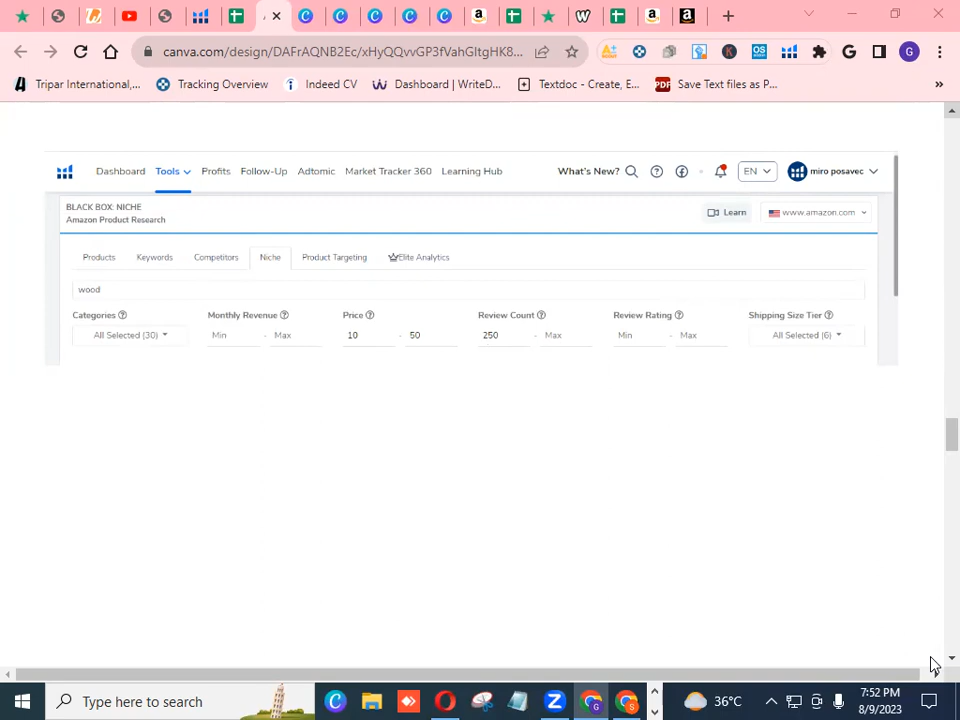 canva.com/design/DAFrAQNB2Ec/xHyQQvvGP3fVahGItgHK8...
Tripar International,... Tracking Overview Indeed CV Dashboard | WriteD... Textdoc - Create, E... Save Text files as P... »
Dashboard Tools Profits Follow-Up Adtomic Market Tracker 360 Learning Hub What's New? EN miro posavec
BLACK BOX: NICHE
Amazon Product Research
Learn www.amazon.com
Products Keywords Competitors Niche Product Targeting Elite Analytics
wood
Categories Monthly Revenue Price Review Count Review Rating Shipping Size Tier
All Selected (30) Min - Max 10 - 50 250 - Max Min - Max All Selected (6)
Type here to search 36°C 7:52 PM
8/9/2023